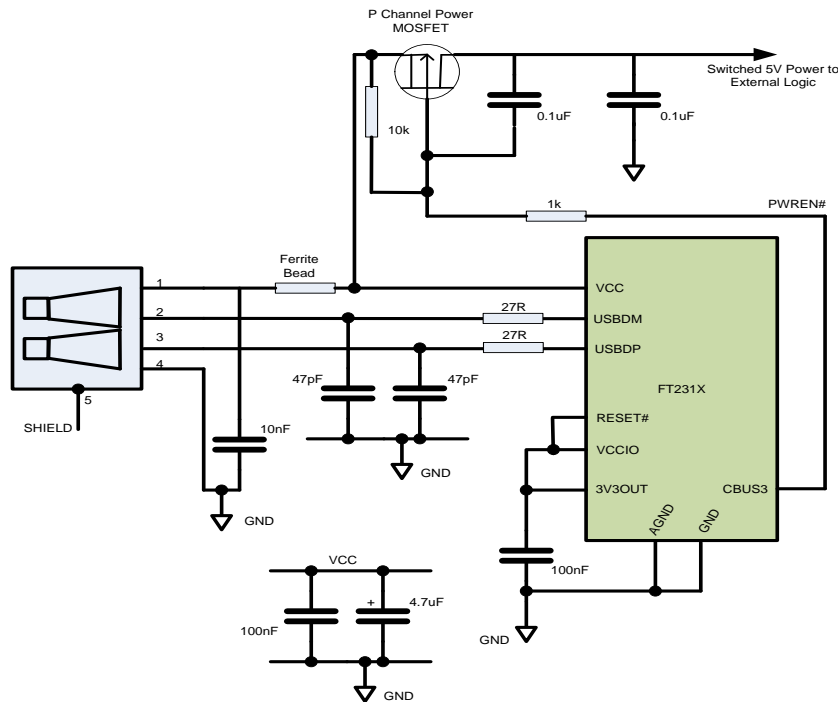 P Channel Power
MOSFET
Switched 5V Power to
External Logic
0.1uF
0.1uF
10k
1k
PWREN#
Ferrite
Bead
1
VCC
27R
2
USBDM
27R
3
USBDP
4
47pF
47pF
FT231X
5
SHIELD
RESET#
10nF
VCCIO
GND
3V3OUT
CBUS3
GND
AGND
GND
100nF
VCC
4.7uF
+
100nF
GND
GND